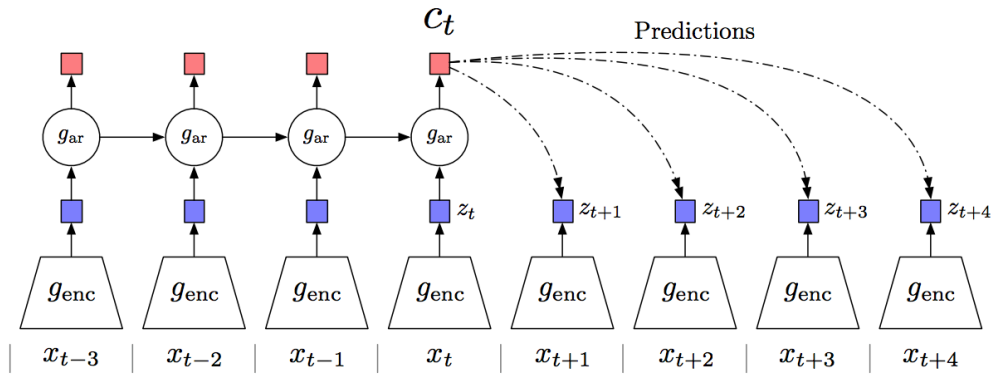 c_t
Predictions
g_ar g_ar g_ar g_ar
z_t z_{t+1} z_{t+2} z_{t+3} z_{t+4}
g_enc g_enc g_enc g_enc g_enc g_enc g_enc g_enc
x_{t-3} x_{t-2} x_{t-1} x_t x_{t+1} x_{t+2} x_{t+3} x_{t+4}